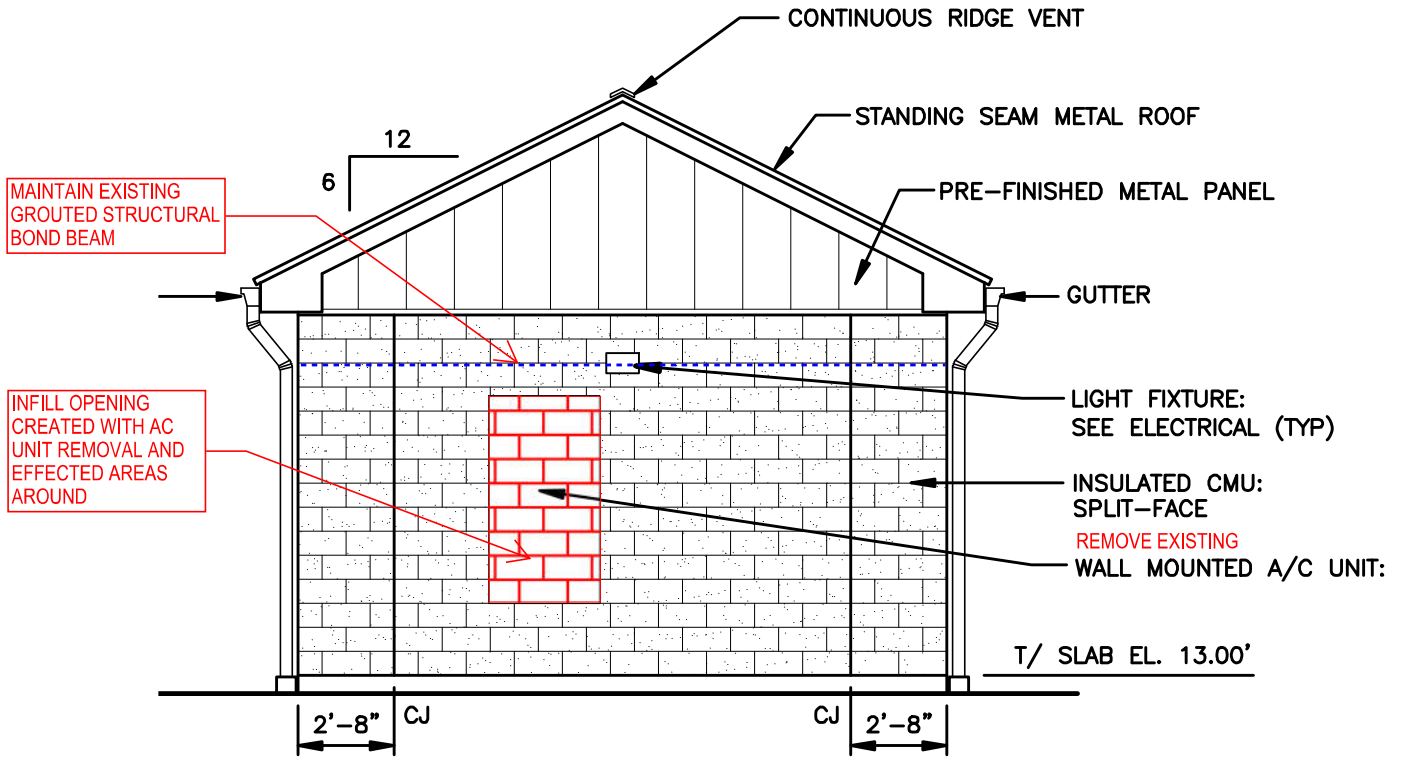 CONTINUOUS RIDGE VENT
STANDING SEAM METAL ROOF
12
6
PRE-FINISHED METAL PANEL
MAINTAIN EXISTING
GROUTED STRUCTURAL
BOND BEAM
GUTTER
INFILL OPENING
CREATED WITH AC
UNIT REMOVAL AND
EFFECTED AREAS
AROUND
LIGHT FIXTURE:
SEE ELECTRICAL (TYP)
INSULATED CMU:
SPLIT-FACE
REMOVE EXISTING
WALL MOUNTED A/C UNIT:
T/ SLAB EL. 13.00'
2'-8" CJ
CJ 2'-8"